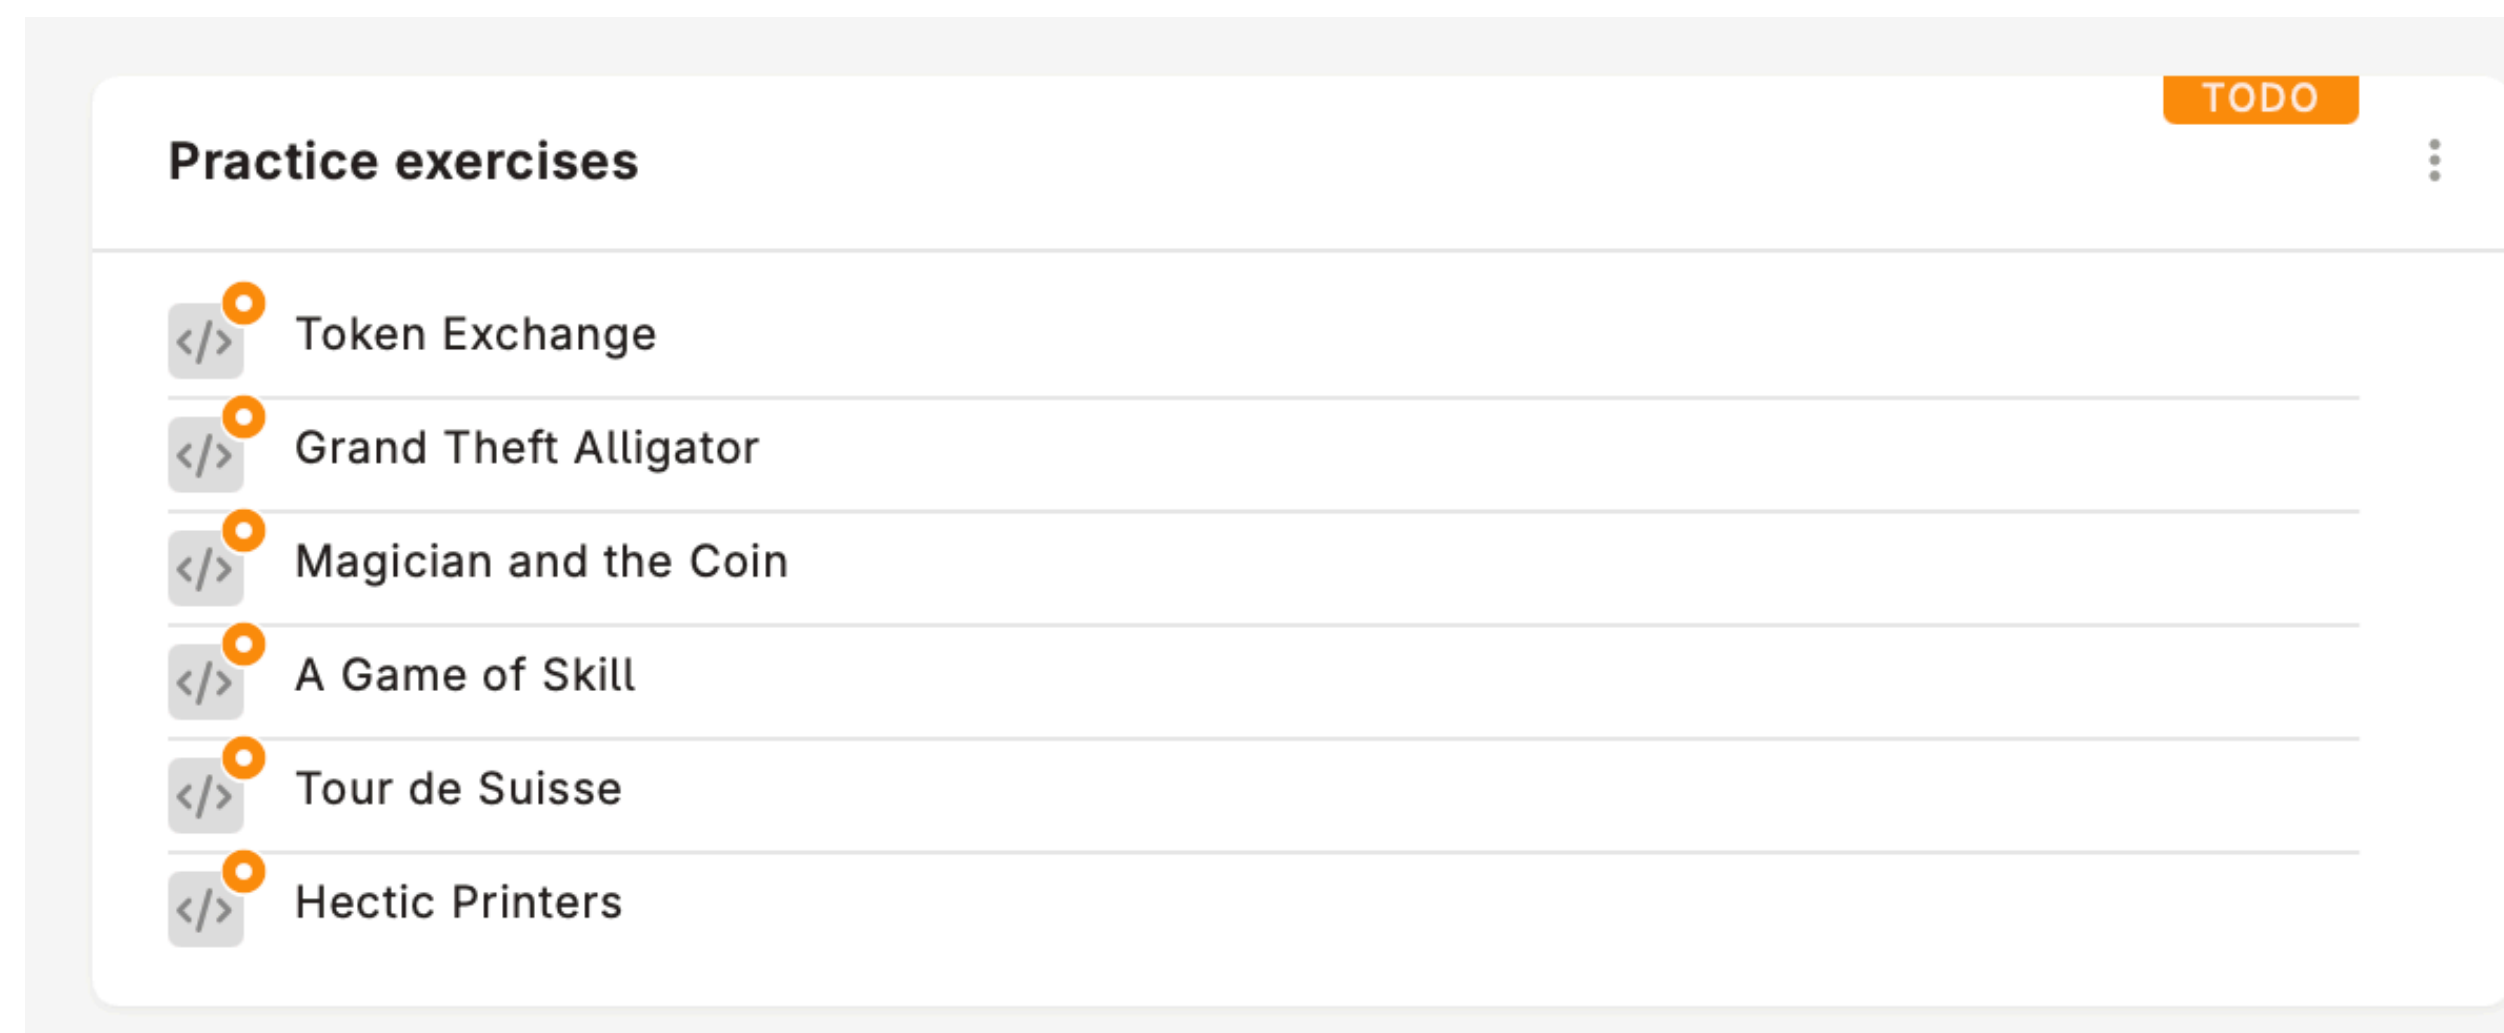 TODO
Practice exercises
Token Exchange
Grand Theft Alligator
Magician and the Coin
A Game of Skill
Tour de Suisse
Hectic Printers